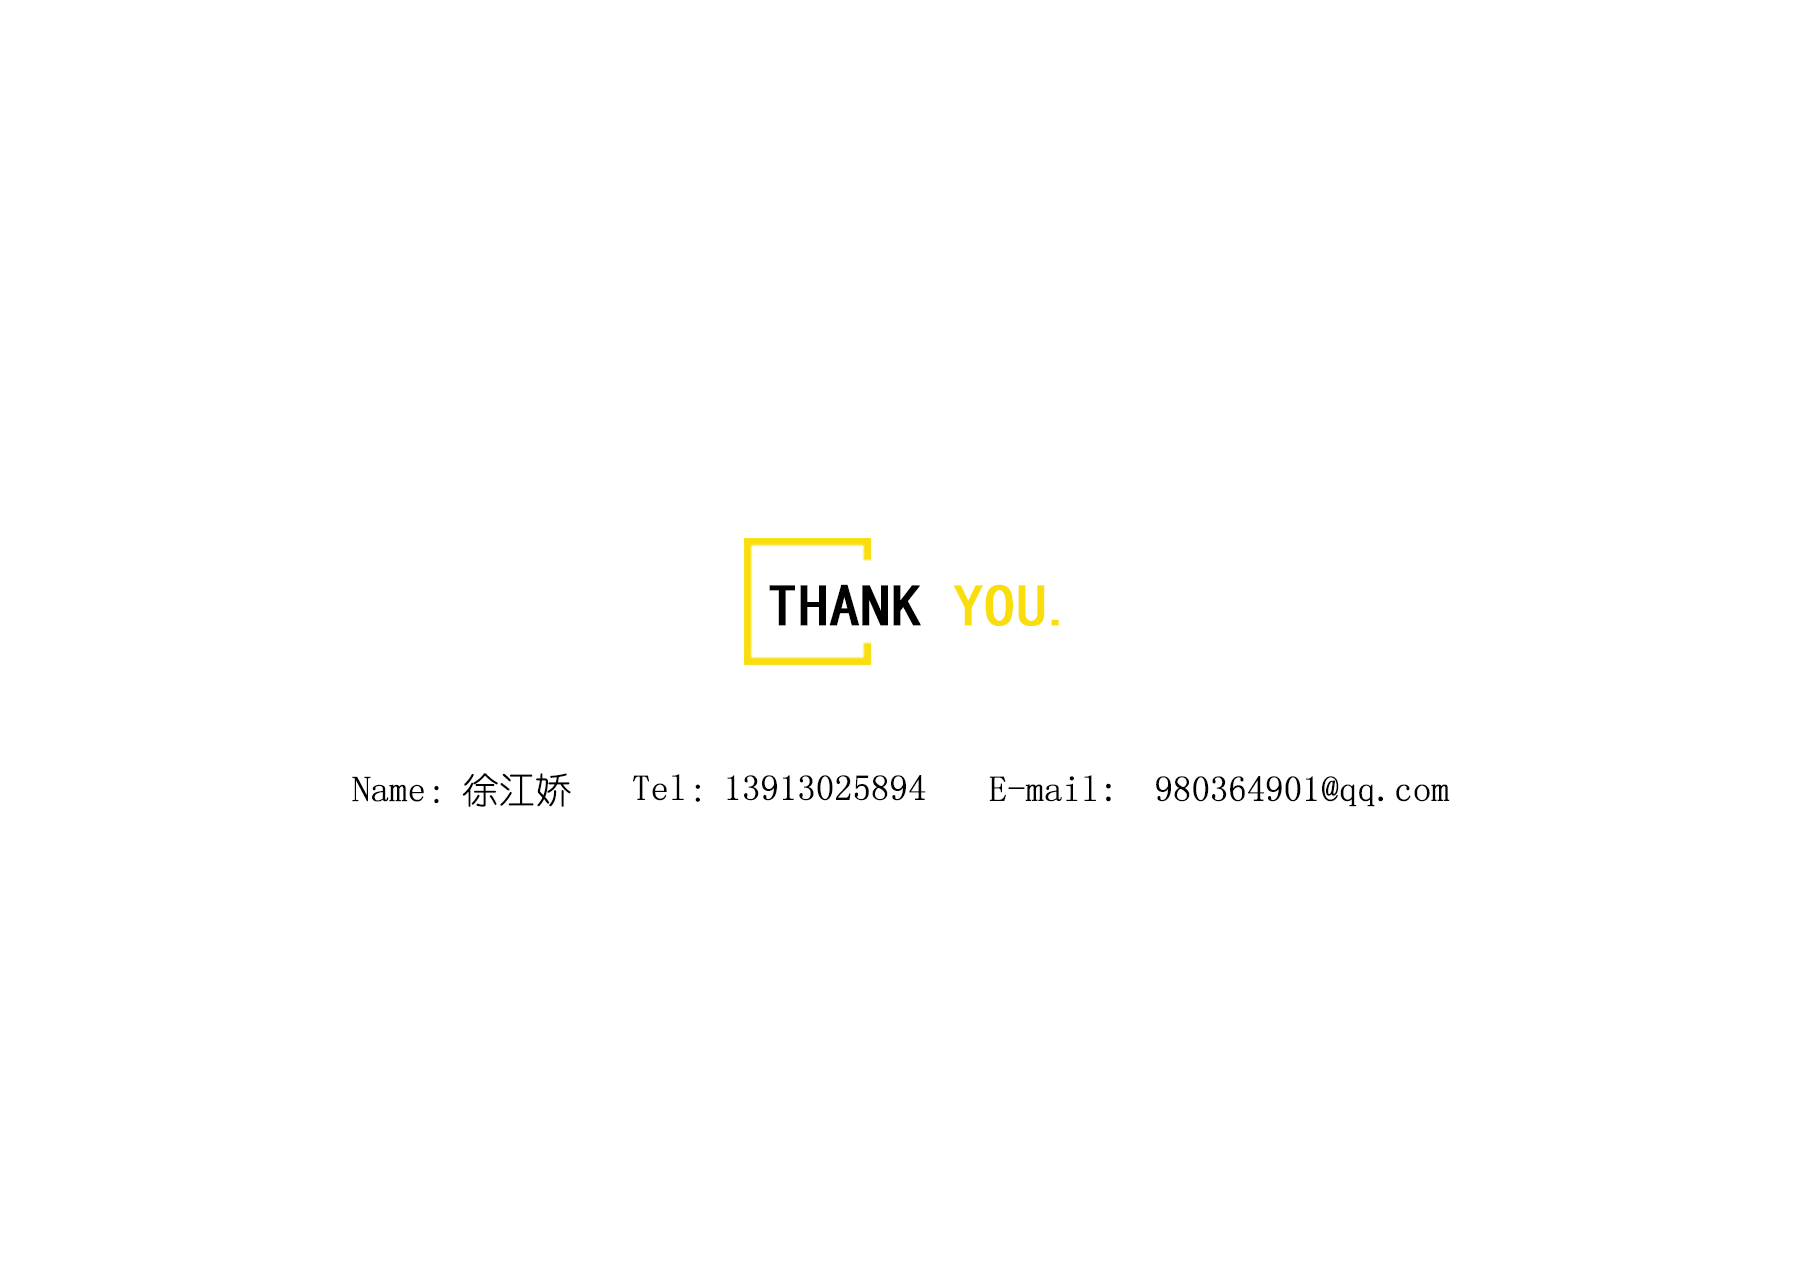 THANK YOU.
Name: 徐江娇 Tel: 13913025894 E-mail: 980364901@qq.com